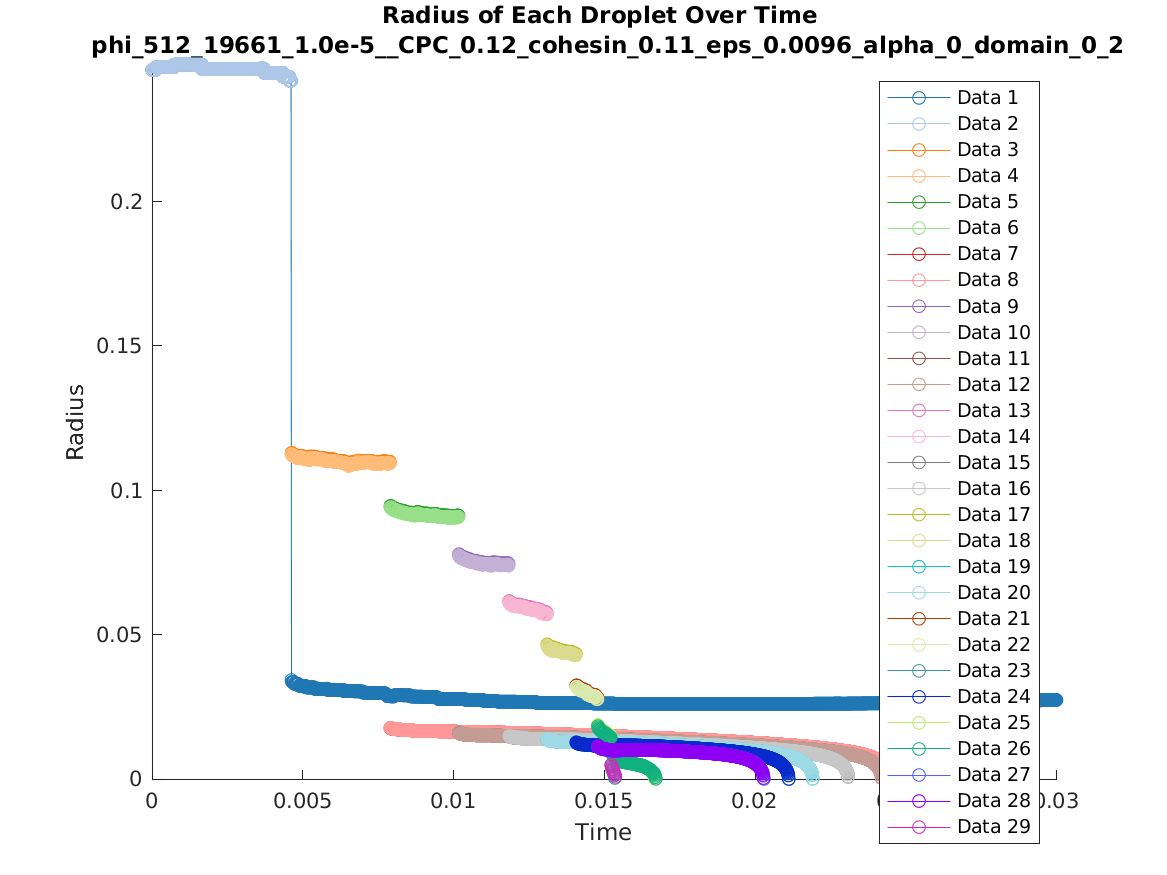 Radius of Each Droplet Over Time
phi_512_19661_1.0e-5__CPC_0.12_cohesin_0.11_eps_0.0096_alpha_0_domain_0_2
Radius
0.2
0.15
0.1
0.05
0
0
0.005
0.01
0.015
0.02
0.03
Time
Data 1
Data 2
Data 3
Data 4
Data 5
Data 6
Data 7
Data 8
Data 9
Data 10
Data 11
Data 12
Data 13
Data 14
Data 15
Data 16
Data 17
Data 18
Data 19
Data 20
Data 21
Data 22
Data 23
Data 24
Data 25
Data 26
Data 27
Data 28
Data 29